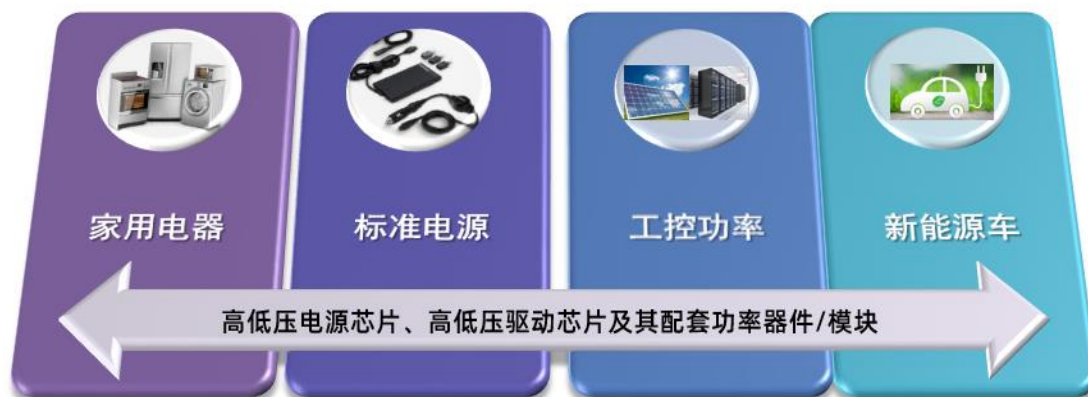 家用电器
标准电源
工控功率
新能源车
高低压电源芯片、高低压驱动芯片及其配套功率器件/模块